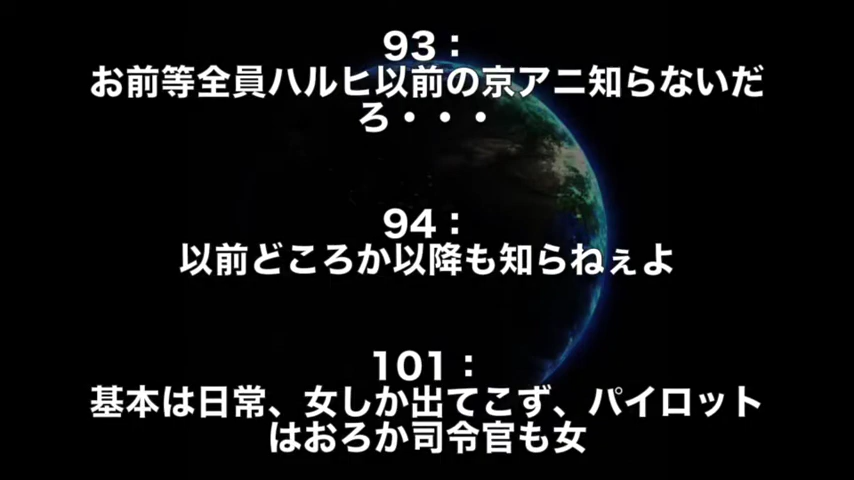 93：
お前等全員ハルヒ以前の京アニ知らないだ
ろ・・・
94：
以前どころか以降も知らねぇよ
101：
基本は日常、女しか出てこず、パイロット
はおろか司令官も女